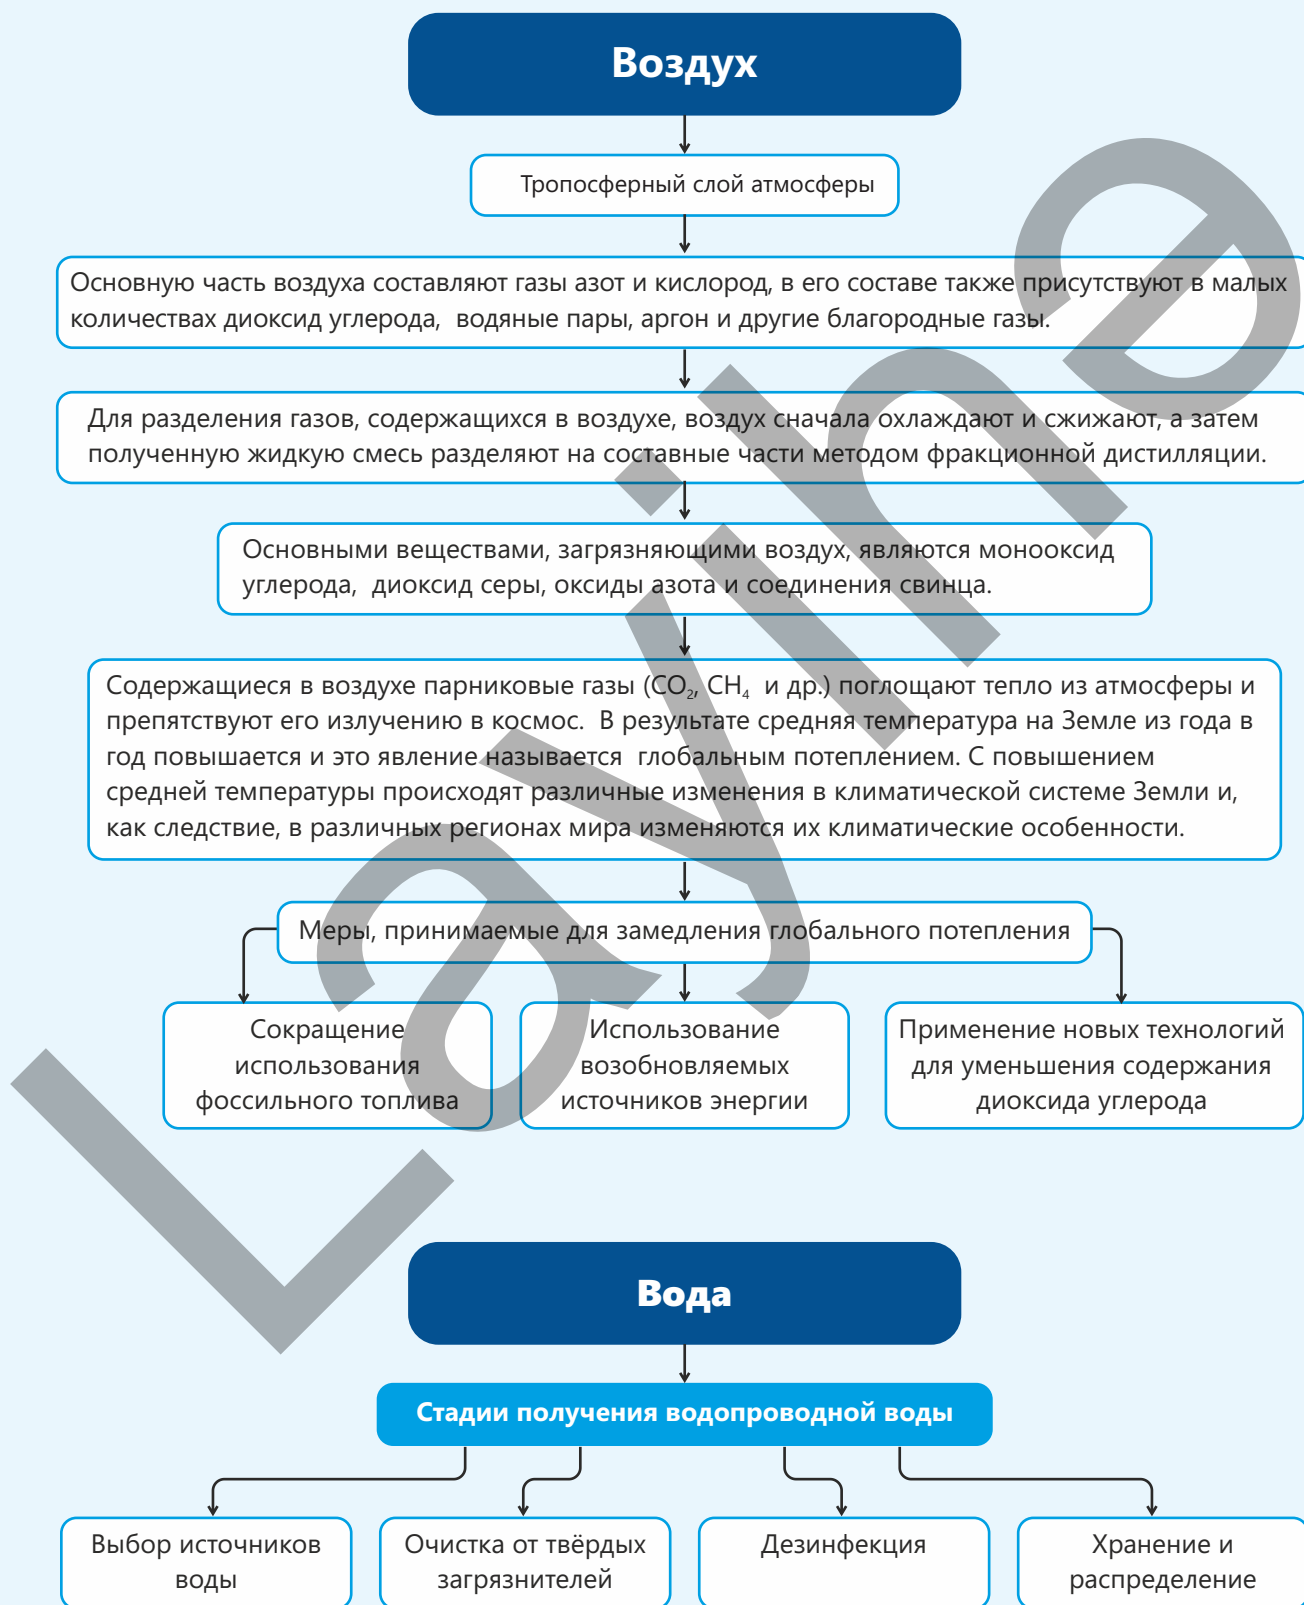 Воздух
Тропосферный слой атмосферы
Основную часть воздуха составляют газы азот и кислород, в его составе также присутствуют в малых
количествах диоксид углерода, водяные пары, аргон и другие благородные газы.
Для разделения газов, содержащихся в воздухе, воздух сначала охлаждают и сжижают, а затем
полученную жидкую смесь разделяют на составные части методом фракционной дистилляции.
Основными веществами, загрязняющими воздух, являются монооксид
углерода, диоксид серы, оксиды азота и соединения свинца.
Содержащиеся в воздухе парниковые газы (CO₂, CH₄ и др.) поглощают тепло из атмосферы и
препятствуют его излучению в космос. В результате средняя температура на Земле из года в
год повышается и это явление называется глобальным потеплением. С повышением
средней температуры происходят различные изменения в климатической системе Земли и,
как следствие, в различных регионах мира изменяются их климатические особенности.
Меры, принимаемые для замедления глобального потепления
Сокращение
использования
фоссильного топлива
Использование
возобновляемых
источников энергии
Применение новых технологий
для уменьшения содержания
диоксида углерода
Вода
Стадии получения водопроводной воды
Выбор источников
воды
Очистка от твёрдых
загрязнителей
Дезинфекция
Хранение и
распределение
Layihe